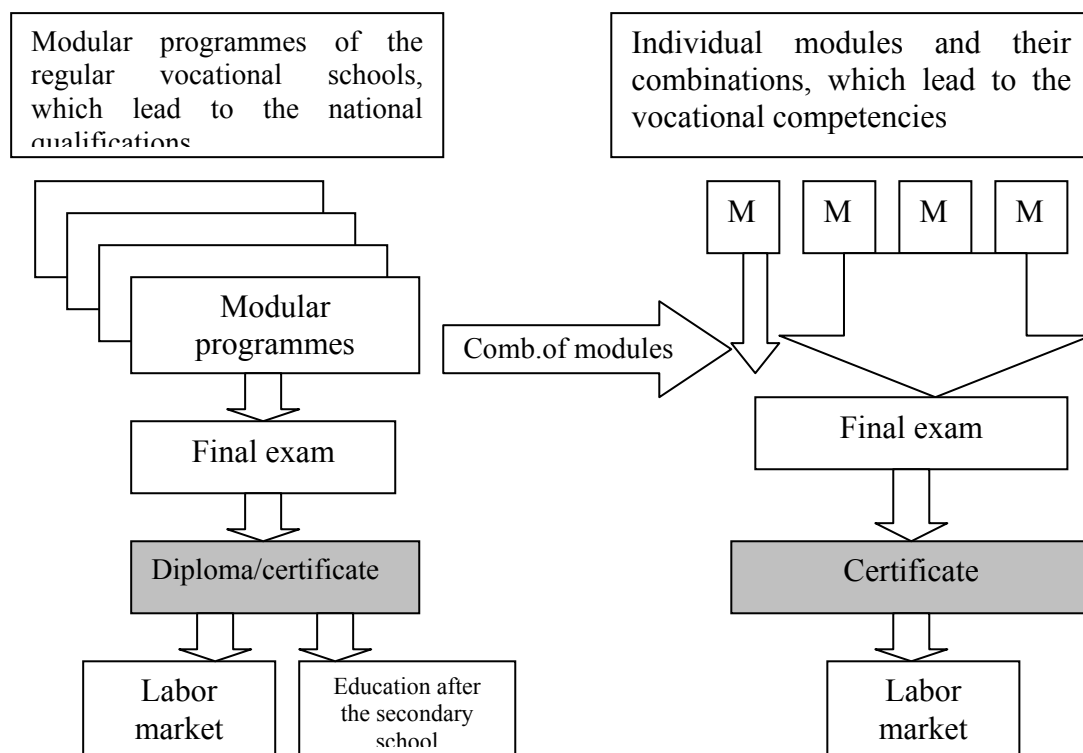 Modular programmes of the
regular vocational schools,
which lead to the national
qualifications
Individual modules and their
combinations, which lead to the
vocational competencies
M M M M
Modular
programmes
Comb.of modules
Final exam
Final exam
Diploma/certificate
Certificate
Labor
market
Education after
the secondary
school
Labor
market